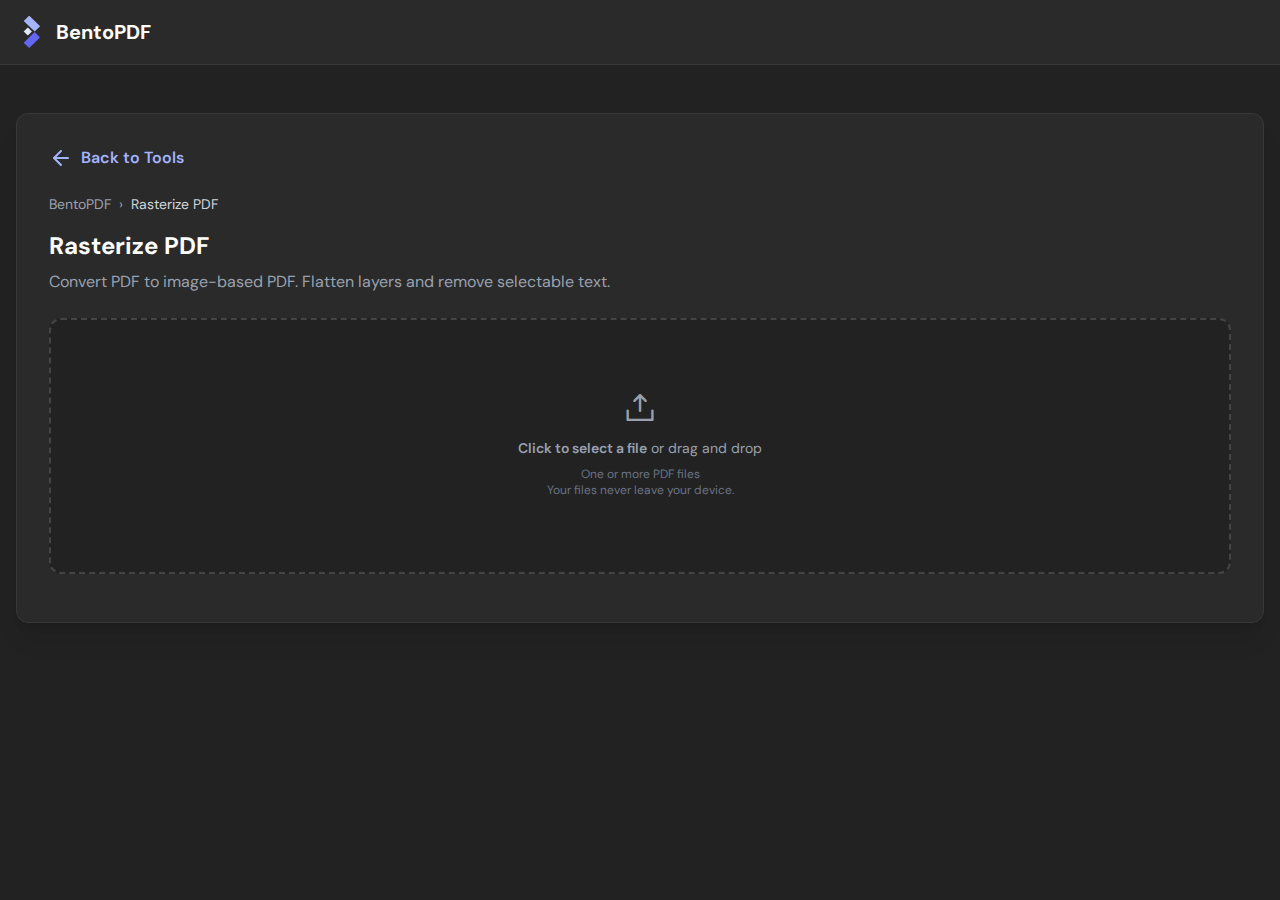 BentoPDF
Back to Tools
BentoPDF › Rasterize PDF
Rasterize PDF
Convert PDF to image-based PDF. Flatten layers and remove selectable text.
Click to select a file or drag and drop
One or more PDF files
Your files never leave your device.